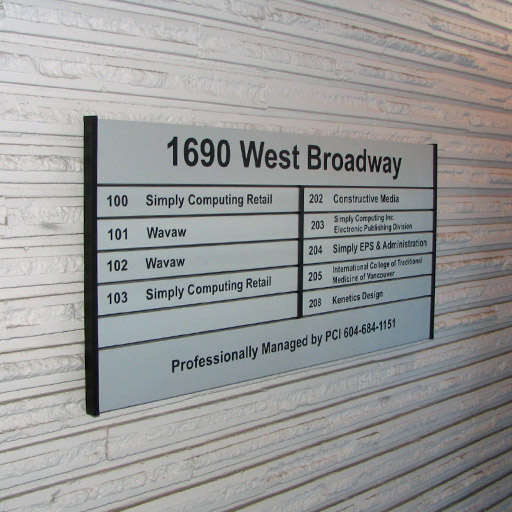 1690 West Broadway
100 Simply Computing Retail
101 Wavaw
102 Wavaw
103 Simply Computing Retail
202 Constructive Media
203 Simply Computing Inc.
Electronic Publishing Division
204 Simply EPS & Administration
205 International College of Traditional
Medicine of Vancouver
208 Kenetics Design
Professionally Managed by PCI 604-684-1151